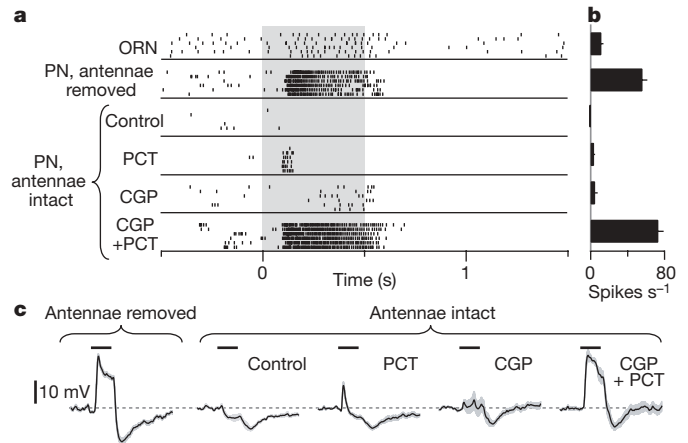 a
b
ORN
PN, antennae
removed
PN,
antennae
intact
Control
PCT
CGP
CGP
+PCT
0
1
Time (s)
0
80
Spikes s⁻¹
c
Antennae removed
Antennae intact
Control
PCT
CGP
CGP
+ PCT
10 mV